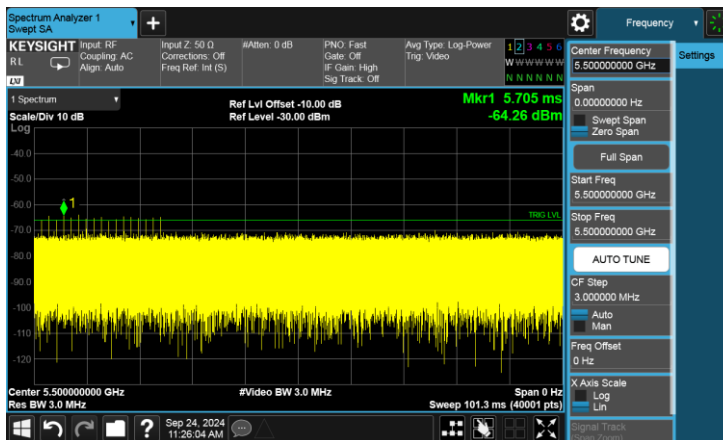 Spectrum Analyzer 1
Swept SA
+
Frequency
KEYSIGHT
RL
LXI
Input: RF
Coupling: AC
Align: Auto
Input Z: 50 Ω
Corrections: Off
Freq Ref: Int (S)
#Atten: 0 dB
PNO: Fast
Gate: Off
IF Gain: High
Sig Track: Off
Avg Type: Log-Power
Trig: Video
1 2 3 4 5 6
W W W W W W
N N N N N N
1 Spectrum
Scale/Div 10 dB
Log
Ref Lvl Offset -10.00 dB
Ref Level -30.00 dBm
Mkr1 5.705 ms
-64.26 dBm
-40.0
-50.0
-60.0
-70.0
-80.0
-90.0
-100
-110
-120
1
TRIG LVL
Center 5.500000000 GHz
Res BW 3.0 MHz
#Video BW 3.0 MHz
Span 0 Hz
Sweep 101.3 ms (40001 pts)
Sep 24, 2024
11:26:04 AM
?
Center Frequency
5.500000000 GHz
Span
0.00000000 Hz
Swept Span
Zero Span
Full Span
Start Freq
5.500000000 GHz
Stop Freq
5.500000000 GHz
AUTO TUNE
CF Step
3.000000 MHz
Auto
Man
Freq Offset
0 Hz
X Axis Scale
Log
Lin
Signal Track
(Span Zoom)
Settings